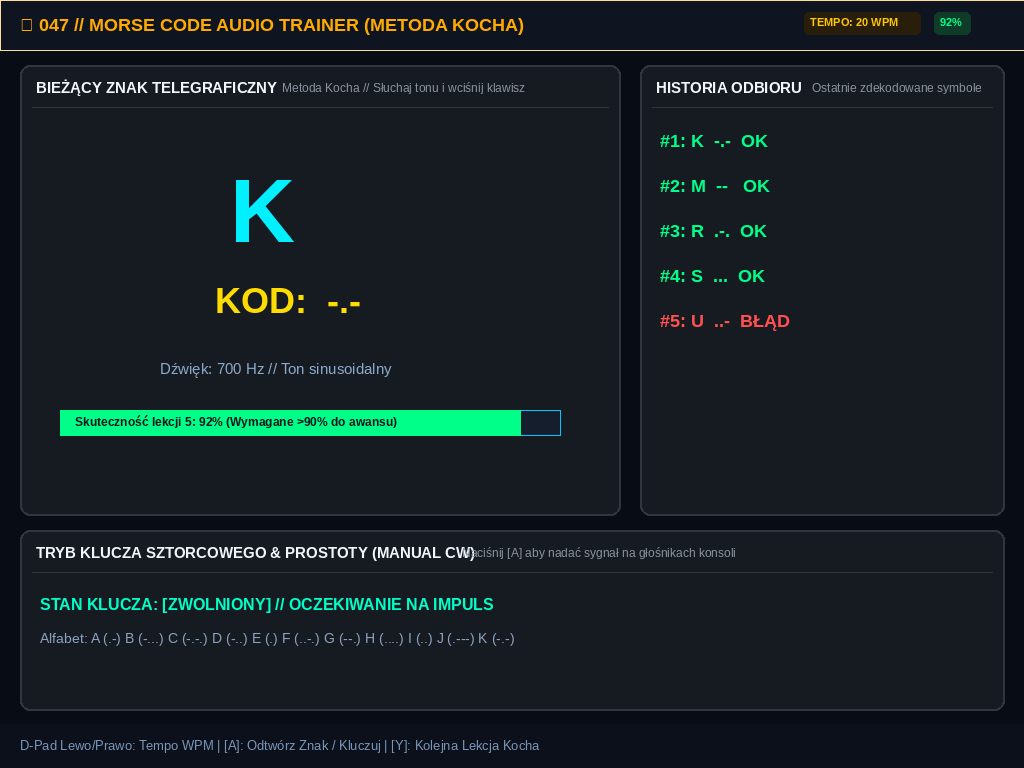 047 // MORSE CODE AUDIO TRAINER (METODA KOCHA)
TEMPO: 20 WPM
92%
BIEŻĄCY ZNAK TELEGRAFICZNY Metoda Kocha // Słuchaj tonu i wciśnij klawisz
K
KOD: -.-
Dźwięk: 700 Hz // Ton sinusoidalny
Skuteczność lekcji 5: 92% (Wymagane >90% do awansu)
HISTORIA ODBIORU Ostatnie zdekodowane symbole
#1: K -.- OK
#2: M -- OK
#3: R .-. OK
#4: S ... OK
#5: U ..- BŁĄD
TRYB KLUCZA SZTORCOWEGO & PROSTOTY (MANUAL CW) Naciśnij [A] aby nadać sygnał na głośnikach konsoli
STAN KLUCZA: [ZWOLNIONY] // OCZEKIWANIE NA IMPULS
Alfabet: A (.-) B (-...) C (-.-.) D (-..) E (.) F (..-.) G (--.) H (....) I (..) J (.---) K (-.-)
D-Pad Lewo/Prawo: Tempo WPM | [A]: Odtwórz Znak / Kluczuj | [Y]: Kolejna Lekcja Kocha